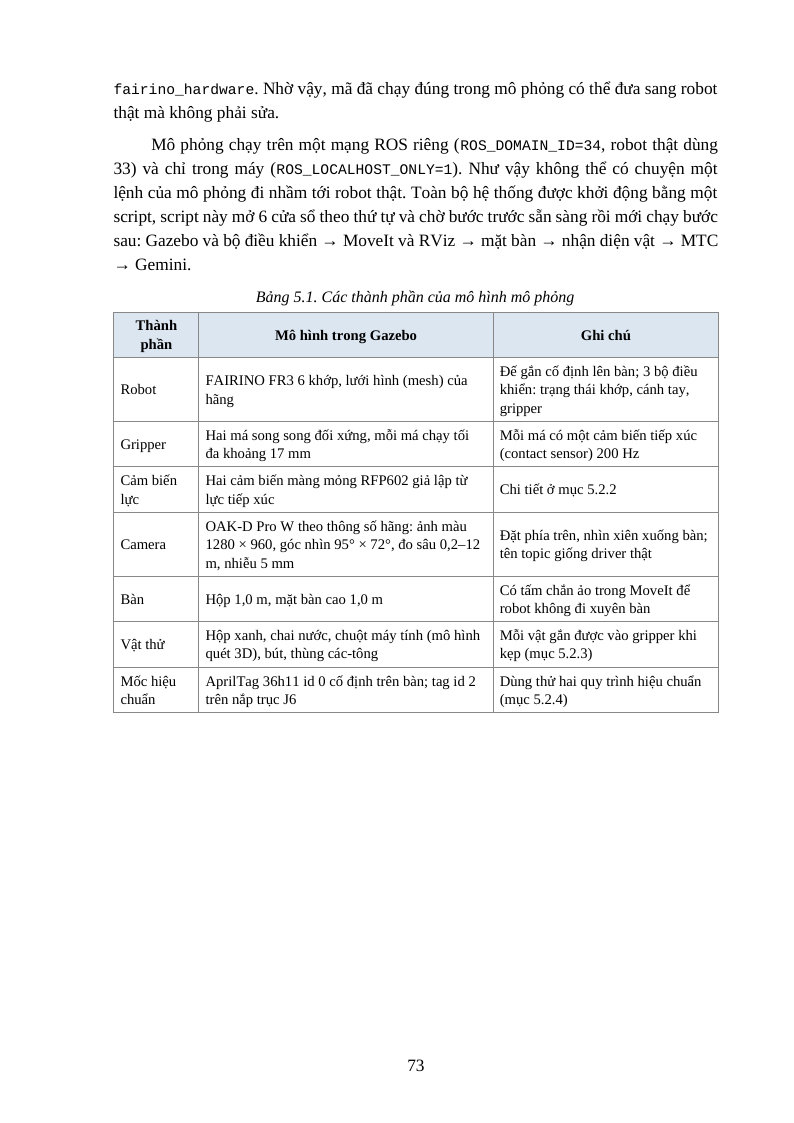 fairino_hardware. Nhờ vậy, mã đã chạy đúng trong mô phỏng có thể đưa sang robot
thật mà không phải sửa.
Mô phỏng chạy trên một mạng ROS riêng (ROS_DOMAIN_ID=34, robot thật dùng
33) và chỉ trong máy (ROS_LOCALHOST_ONLY=1). Như vậy không thể có chuyện một
lệnh của mô phỏng đi nhầm tới robot thật. Toàn bộ hệ thống được khởi động bằng một
script, script này mở 6 cửa sổ theo thứ tự và chờ bước trước sẵn sàng rồi mới chạy bước
sau: Gazebo và bộ điều khiển → MoveIt và RViz → mặt bàn → nhận diện vật → MTC
→ Gemini.
Bảng 5.1. Các thành phần của mô hình mô phỏng
Thành
phần
Mô hình trong Gazebo
Ghi chú
Robot
FAIRINO FR3 6 khớp, lưới hình (mesh) của
hãng
Đế gắn cố định lên bàn; 3 bộ điều
khiển: trạng thái khớp, cánh tay,
gripper
Gripper
Hai má song song đối xứng, mỗi má chạy tối
đa khoảng 17 mm
Mỗi má có một cảm biến tiếp xúc
(contact sensor) 200 Hz
Cảm biến
lực
Hai cảm biến màng mỏng RFP602 giả lập từ
lực tiếp xúc
Chi tiết ở mục 5.2.2
Camera
OAK-D Pro W theo thông số hãng: ảnh màu
1280 × 960, góc nhìn 95° × 72°, đo sâu 0,2–12
m, nhiễu 5 mm
Đặt phía trên, nhìn xiên xuống bàn;
tên topic giống driver thật
Bàn
Hộp 1,0 m, mặt bàn cao 1,0 m
Có tấm chắn ảo trong MoveIt để
robot không đi xuyên bàn
Vật thử
Hộp xanh, chai nước, chuột máy tính (mô hình
quét 3D), bút, thùng các-tông
Mỗi vật gắn được vào gripper khi
kẹp (mục 5.2.3)
Mốc hiệu
chuẩn
AprilTag 36h11 id 0 cố định trên bàn; tag id 2
trên nắp trục J6
Dùng thử hai quy trình hiệu chuẩn
(mục 5.2.4)
73